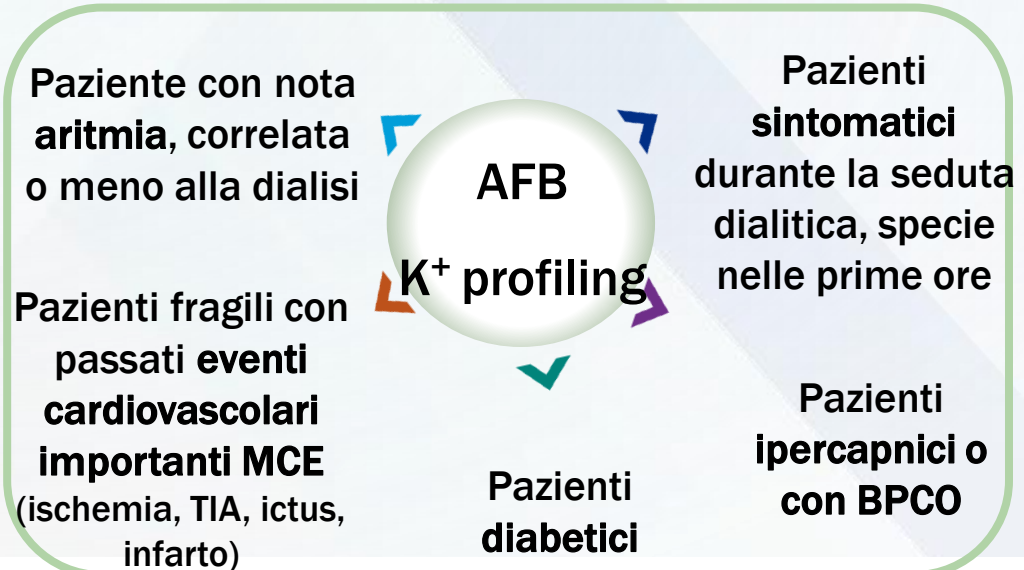 Paziente con nota
aritmia, correlata
o meno alla dialisi
AFB
K⁺ profiling
Pazienti
sintomatici
durante la seduta
dialitica, specie
nelle prime ore
Pazienti fragili con
passati eventi
cardiovascolari
importanti MCE
(ischemia, TIA, ictus,
infarto)
Pazienti
diabetici
Pazienti
ipercapnici o
con BPCO